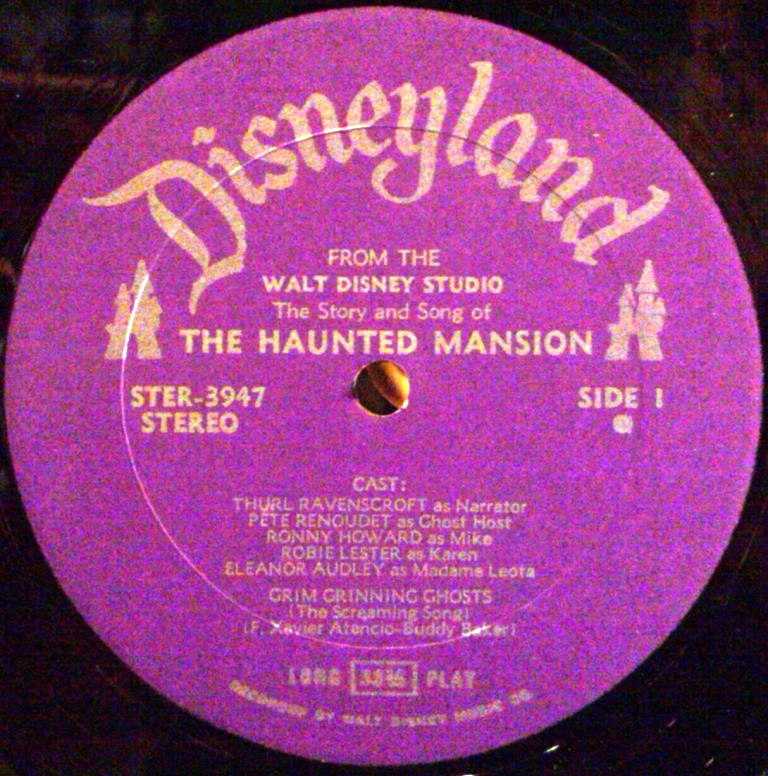 Disneyland
FROM THE
WALT DISNEY STUDIO
The Story and Song of
THE HAUNTED MANSION
STER-3947
STEREO
SIDE 1
CAST:
THURL RAVENSCROFT as Narrator
PETE RENOUDET as Ghost Host
RONNY HOWARD as Mike
ROBIE LESTER as Karen
ELEANOR AUDLEY as Madame Leota
GRIM GRINNING GHOSTS
(The Screaming Song)
(F. Xavier Atencio-Buddy Baker)
LONG 33⅓ PLAY
BY WALT DISNEY MUSIC CO.